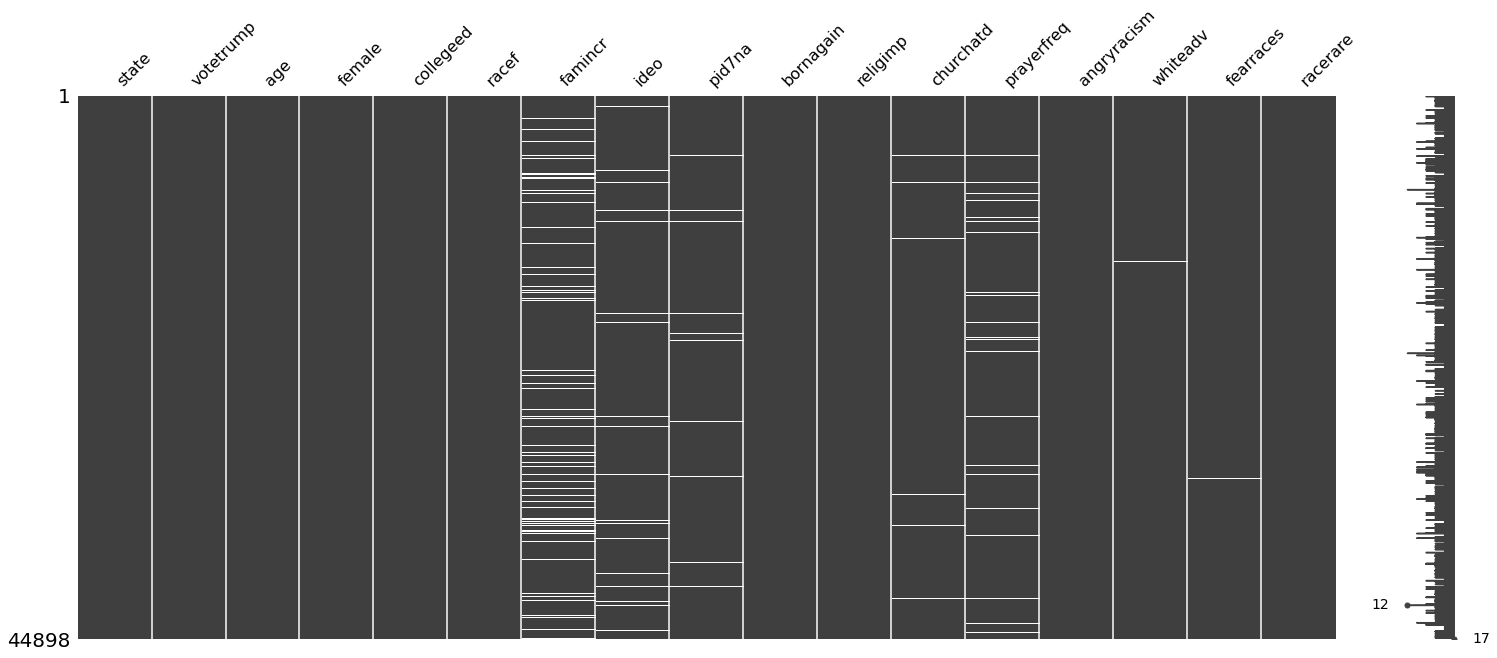 state votetrump age female collegeed racef famincr ideo pid7na bornagain religimp churchatd prayerfreq angryracism whiteadv fearraces racerare
1
12
44898 17